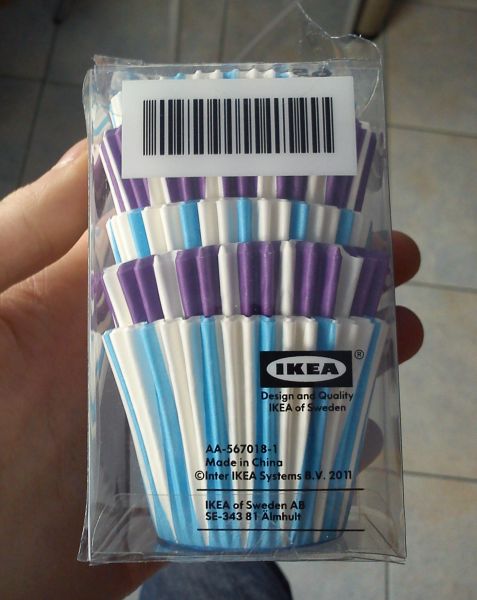 IKEA ®
Design and Quality
IKEA of Sweden
AA-567018-1
Made in China
©Inter IKEA Systems B.V. 2011
IKEA of Sweden AB
SE-343 81 Älmhult